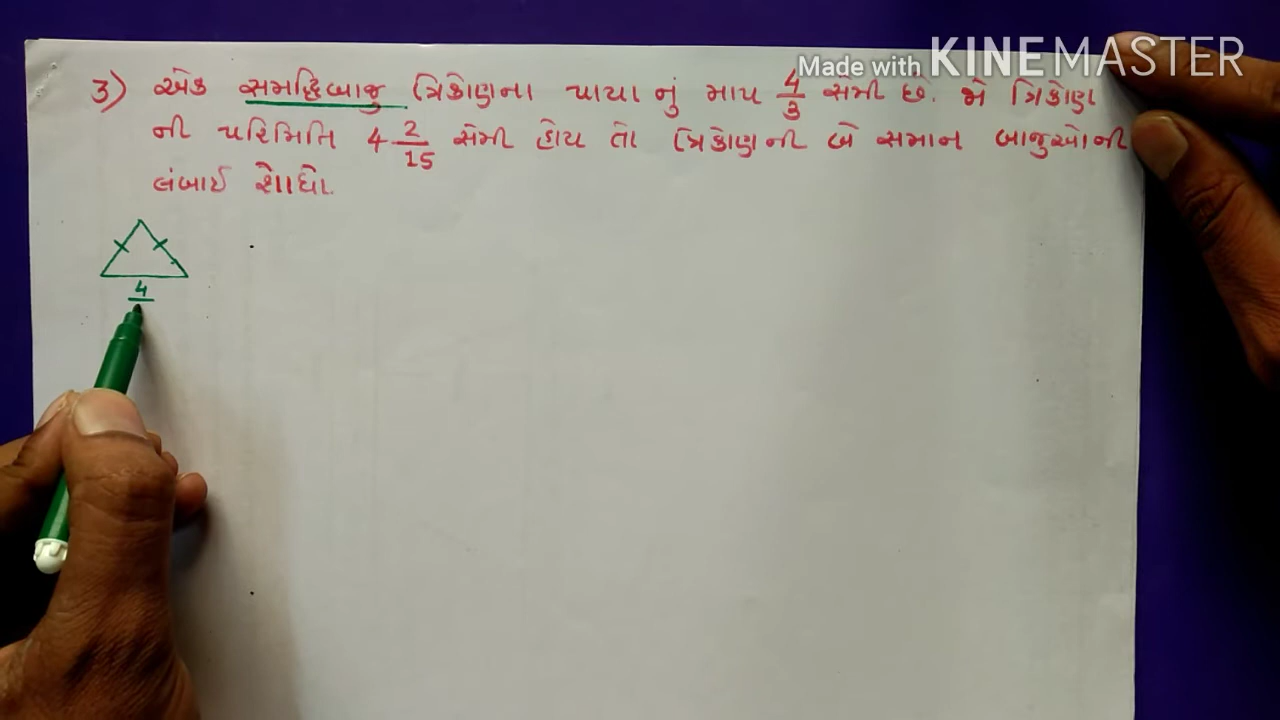 Made with KINEMASTER
3) એક સમદ્વિબાજુ ત્રિકોણના પાયા નું માપ 4/3 સેમી છે. જો ત્રિકોણ
ની પરિમિતિ 4 2/15 સેમી હોય તો ત્રિકોણની બે સમાન બાજુઓની
લંબાઈ શોધો.
4